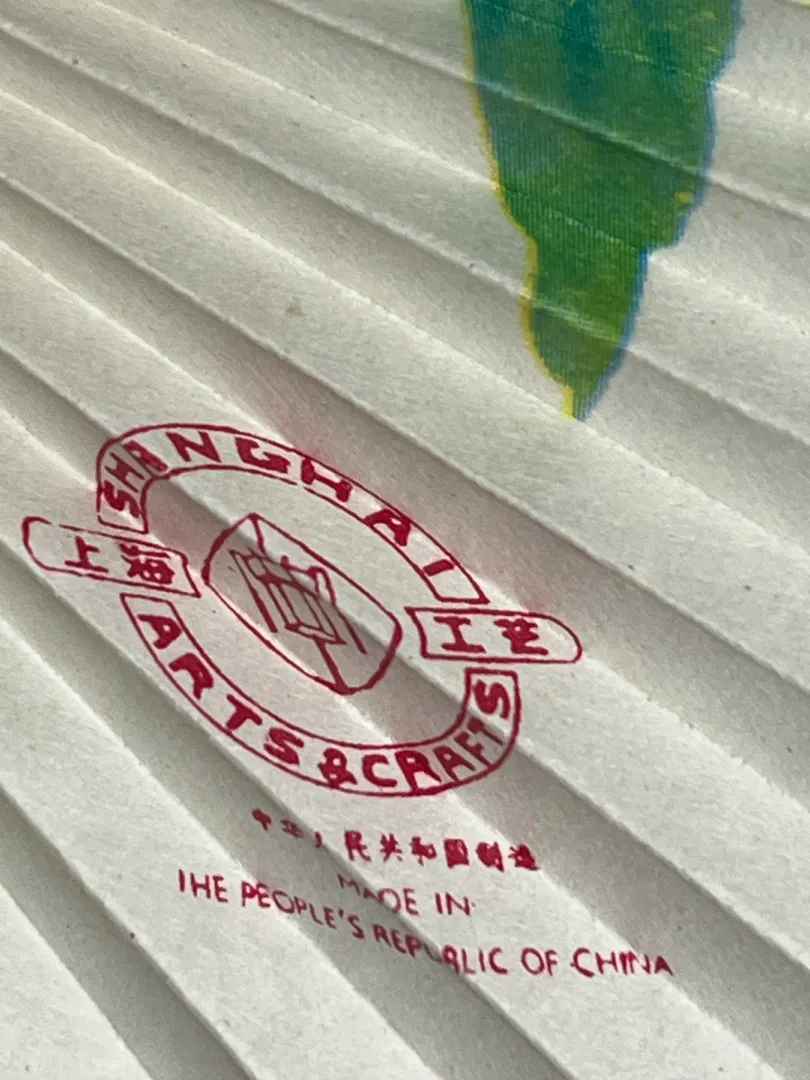 SHANGHAI
上海
工艺
ARTS&CRAFTS
中华人民共和国制造
MADE IN
THE PEOPLE'S REPUBLIC OF CHINA